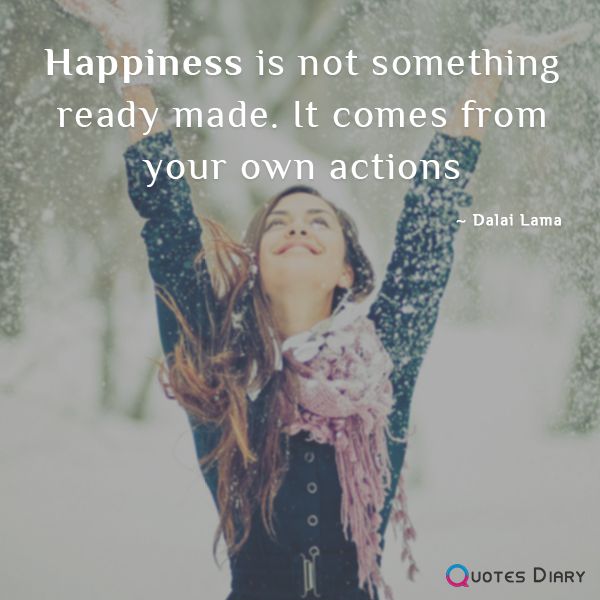 Happiness is not something
ready made. It comes from
your own actions
~ Dalai Lama
QUOTES DIARY